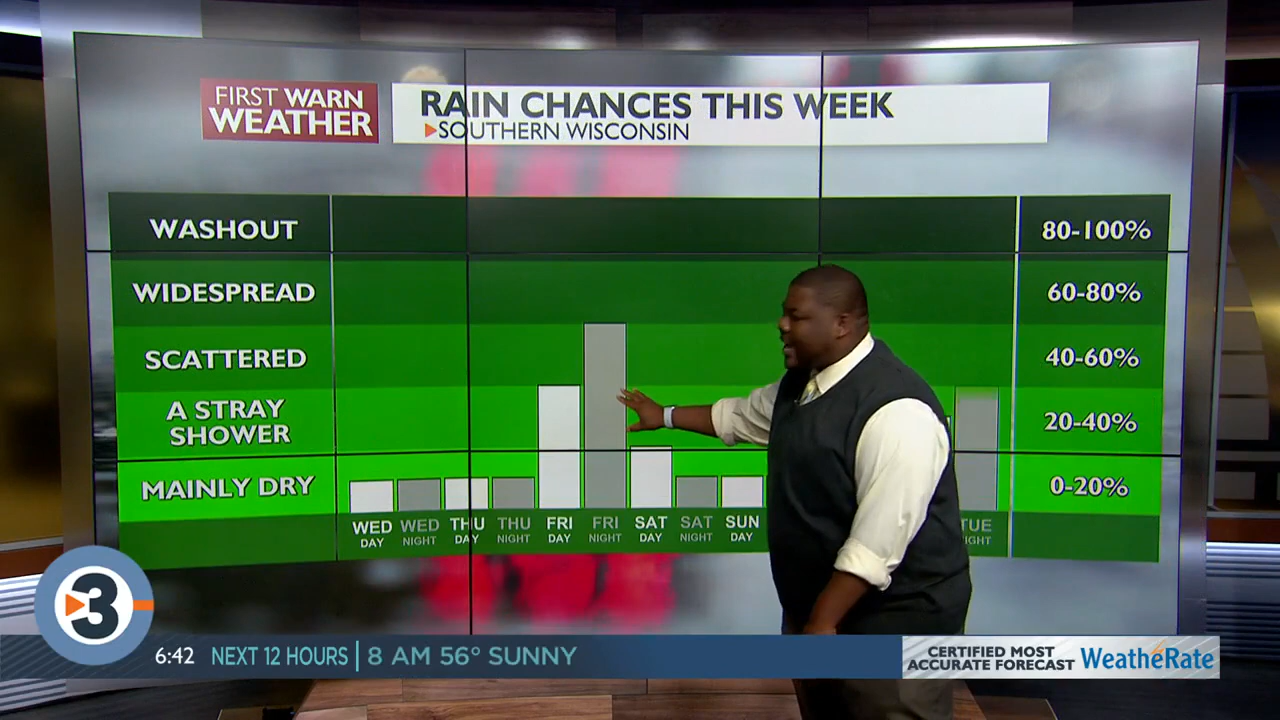 FIRST WARN
WEATHER
RAIN CHANCES THIS WEEK
SOUTHERN WISCONSIN
WASHOUT
80-100%
WIDESPREAD
60-80%
SCATTERED
40-60%
A STRAY
SHOWER
20-40%
MAINLY DRY
0-20%
WED WED THU THU FRI FRI SAT SAT SUN TUE
DAY NIGHT DAY NIGHT DAY NIGHT DAY NIGHT DAY
3
6:42 NEXT 12 HOURS 8 AM 56° SUNNY
CERTIFIED MOST
ACCURATE FORECAST WeatheRate